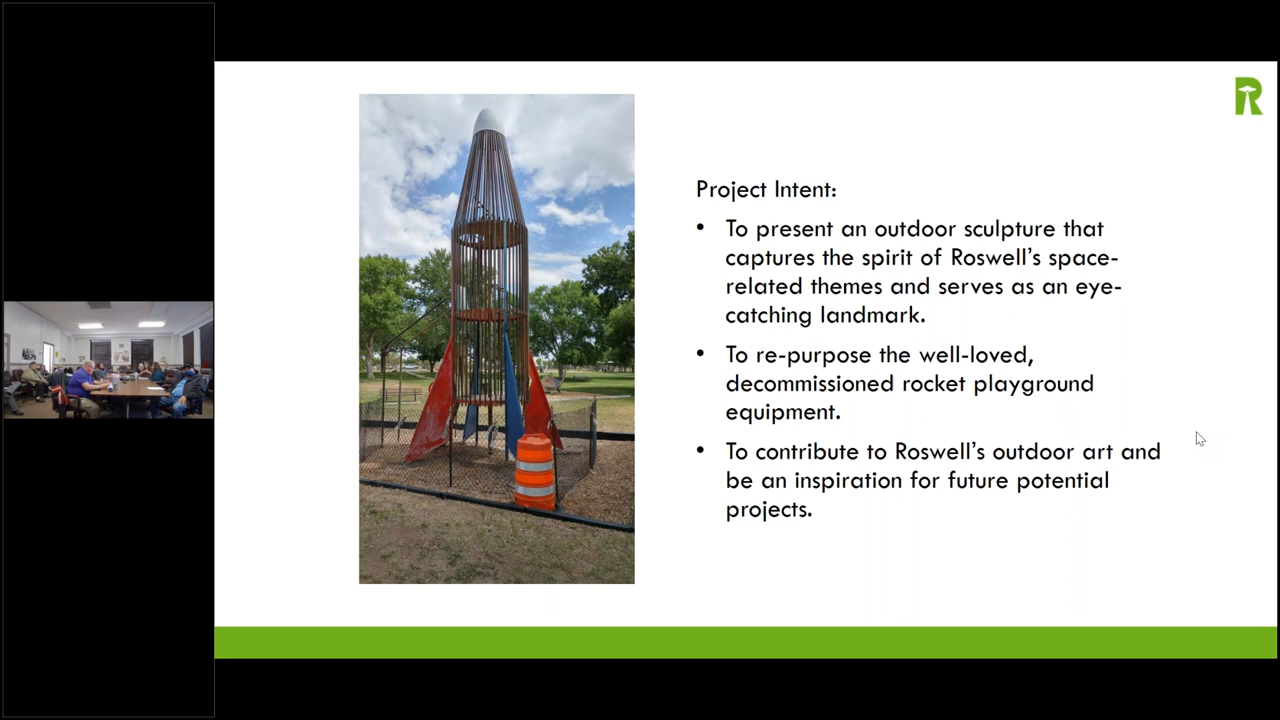 R
Project Intent:
• To present an outdoor sculpture that
captures the spirit of Roswell’s space-
related themes and serves as an eye-
catching landmark.
• To re-purpose the well-loved,
decommissioned rocket playground
equipment.
• To contribute to Roswell’s outdoor art and
be an inspiration for future potential
projects.